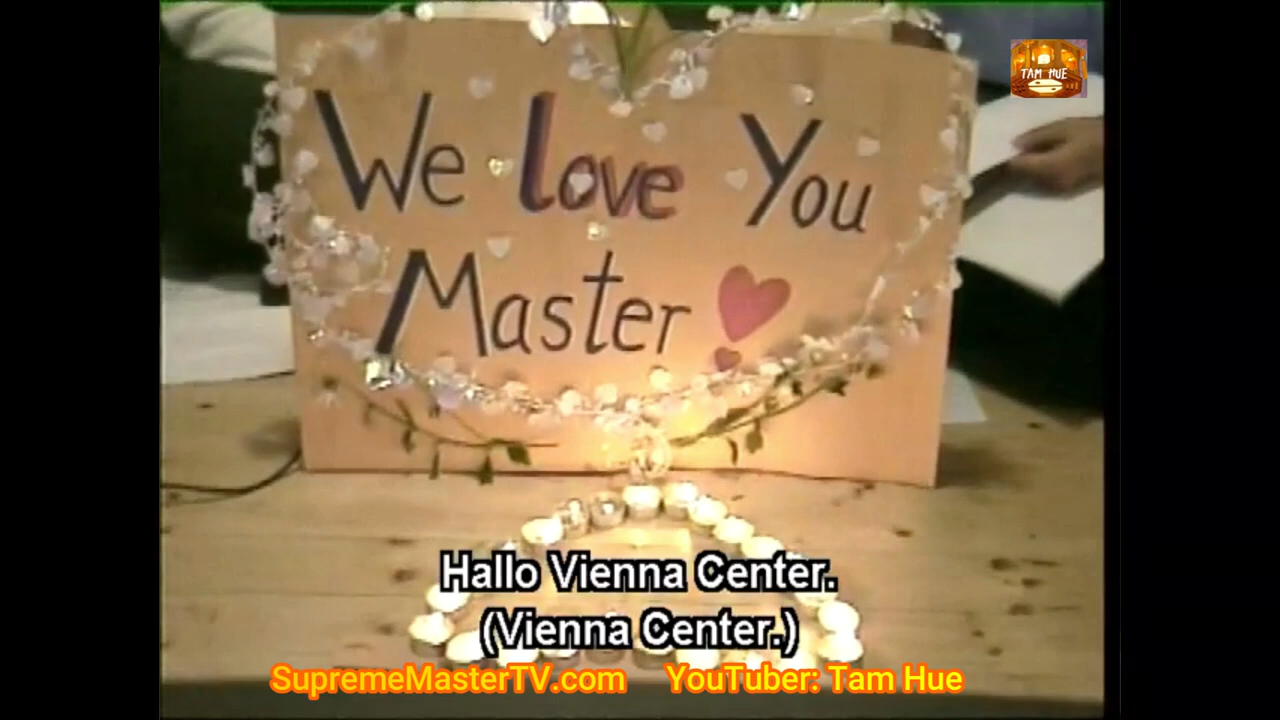 TAM HUE
We love You
Master
Hallo Vienna Center.
(Vienna Center.)
SupremeMasterTV.com YouTuber: Tam Hue